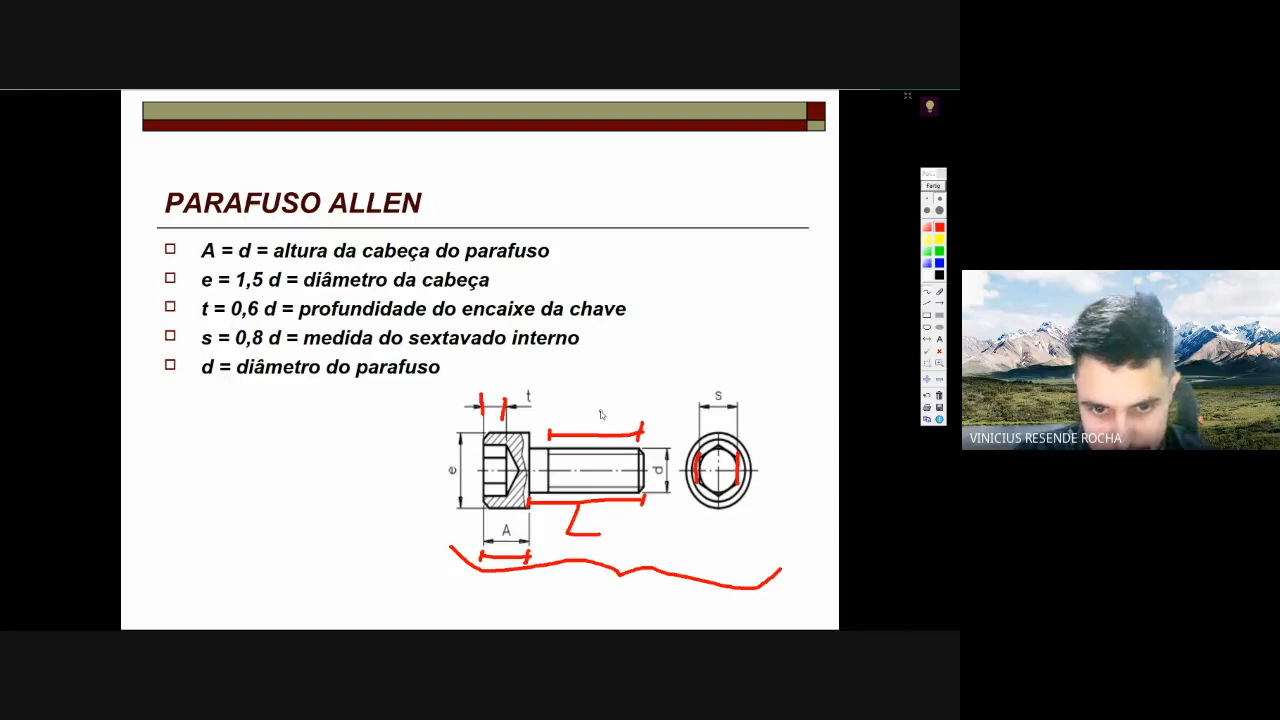 PARAFUSO ALLEN
A = d = altura da cabeça do parafuso
e = 1,5 d = diâmetro da cabeça
t = 0,6 d = profundidade do encaixe da chave
s = 0,8 d = medida do sextavado interno
d = diâmetro do parafuso
t
s
e
d
A
L
Fertig
A
VINICIUS RESENDE ROCHA